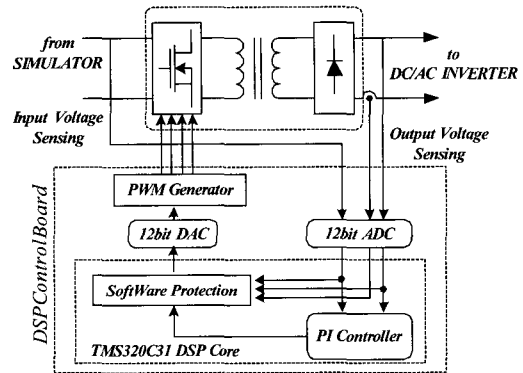 from
SIMULATOR
to
DC/AC INVERTER
Input Voltage
Sensing
Output Voltage
Sensing
PWM Generator
12bit DAC
12bit ADC
SoftWare Protection
PI Controller
TMS320C31 DSP Core
DSPControlBoard